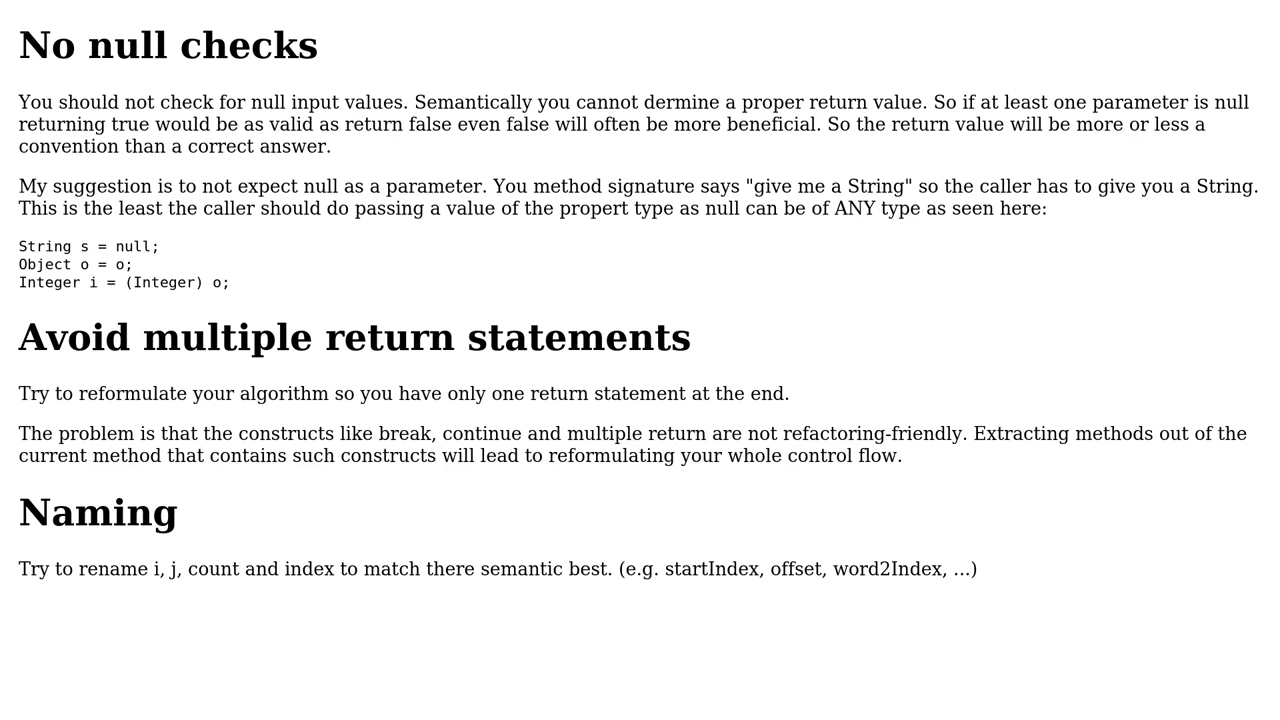 No null checks
You should not check for null input values. Semantically you cannot dermine a proper return value. So if at least one parameter is null
returning true would be as valid as return false even false will often be more beneficial. So the return value will be more or less a
convention than a correct answer.
My suggestion is to not expect null as a parameter. You method signature says "give me a String" so the caller has to give you a String.
This is the least the caller should do passing a value of the propert type as null can be of ANY type as seen here:
String s = null;
Object o = o;
Integer i = (Integer) o;
Avoid multiple return statements
Try to reformulate your algorithm so you have only one return statement at the end.
The problem is that the constructs like break, continue and multiple return are not refactoring-friendly. Extracting methods out of the
current method that contains such constructs will lead to reformulating your whole control flow.
Naming
Try to rename i, j, count and index to match there semantic best. (e.g. startIndex, offset, word2Index, ...)